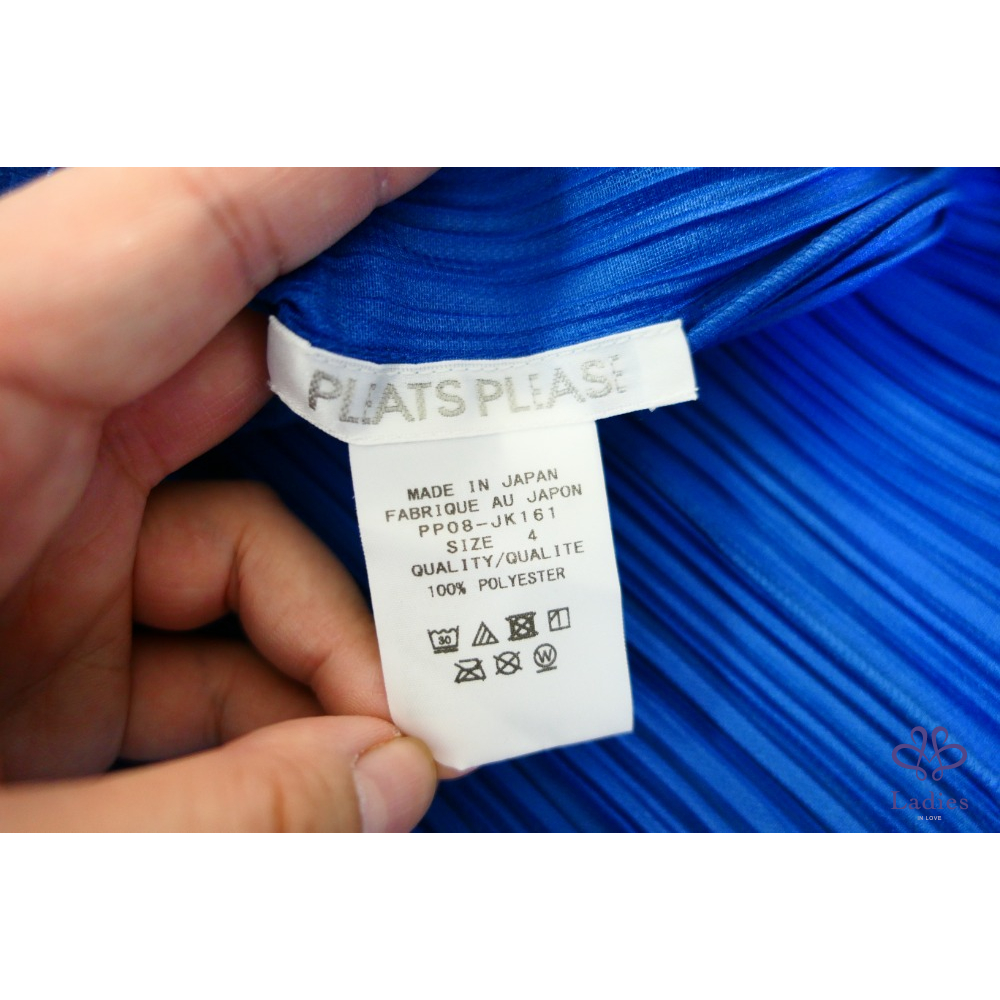 PLEATS PLEASE
MADE IN JAPAN
FABRIQUE AU JAPON
PP08-JK161
SIZE 4
QUALITY/QUALITE
100% POLYESTER
30
W
Ladies
IN LOVE